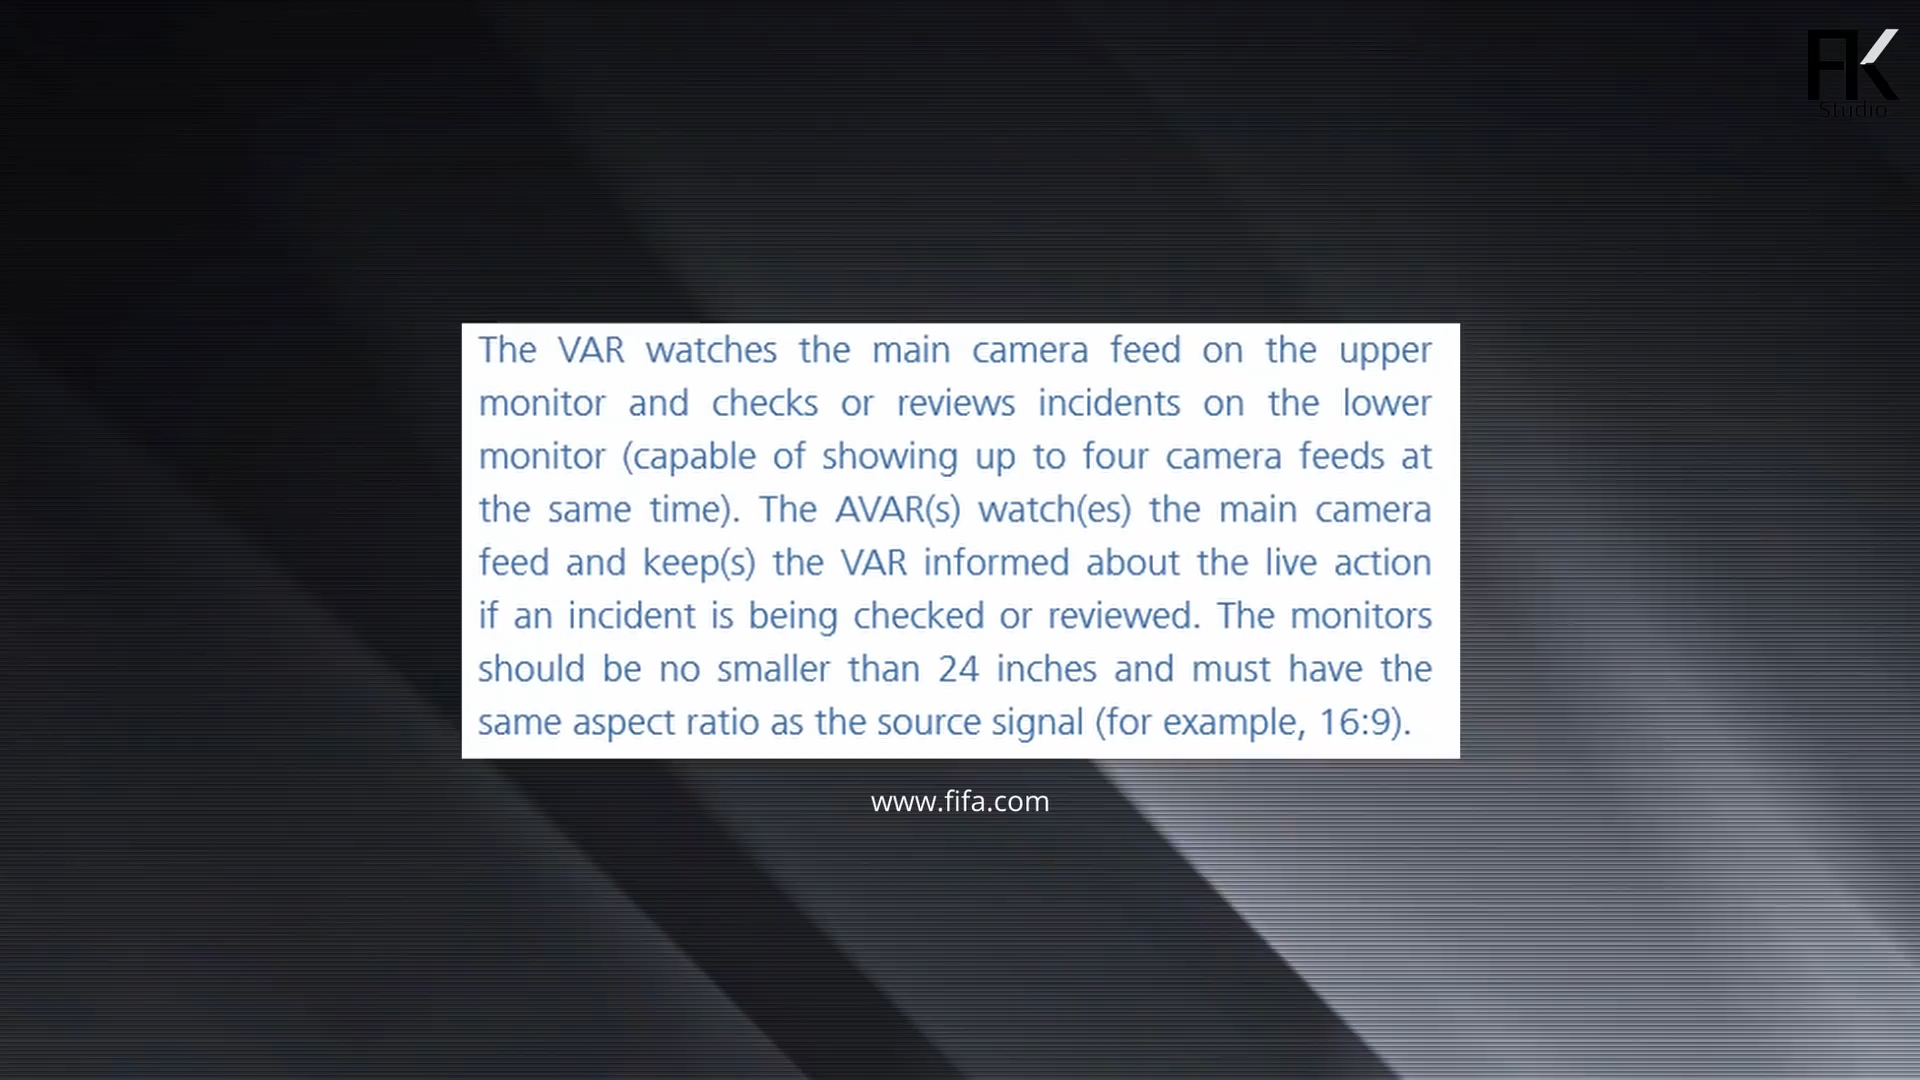 AK
Studio
The VAR watches the main camera feed on the upper
monitor and checks or reviews incidents on the lower
monitor (capable of showing up to four camera feeds at
the same time). The AVAR(s) watch(es) the main camera
feed and keep(s) the VAR informed about the live action
if an incident is being checked or reviewed. The monitors
should be no smaller than 24 inches and must have the
same aspect ratio as the source signal (for example, 16:9).
www.fifa.com